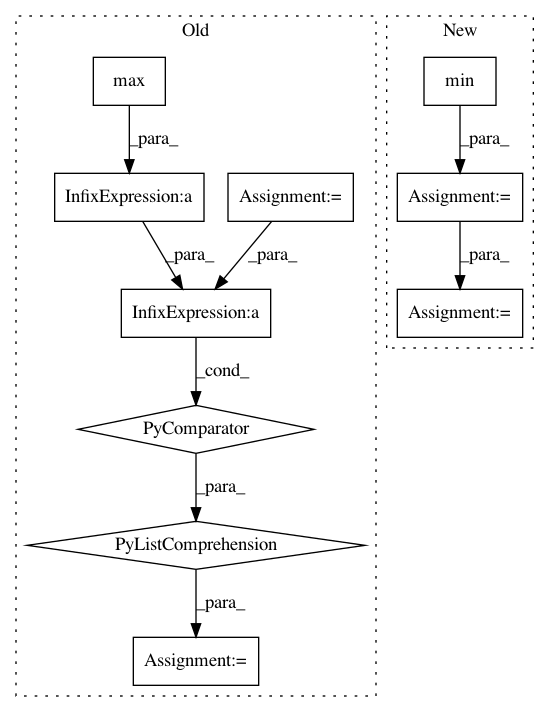 Old
New
max
min
_para_
_para_
InfixExpression:a
Assignment:=
Assignment:=
_para_
_para_
_para_
InfixExpression:a
Assignment:=
_cond_
PyComparator
_para_
PyListComprehension
_para_
Assignment:=